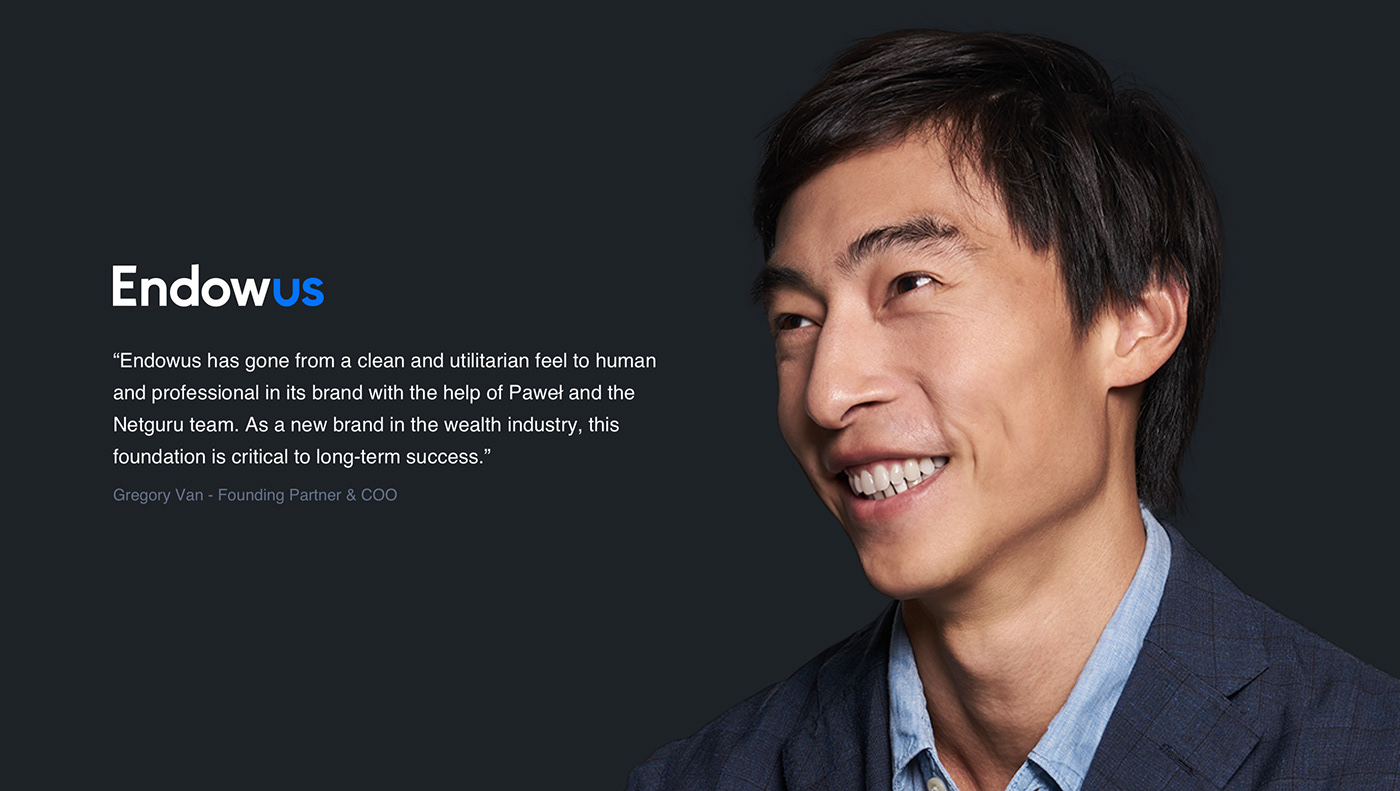 Endowus
“Endowus has gone from a clean and utilitarian feel to human
and professional in its brand with the help of Paweł and the
Netguru team. As a new brand in the wealth industry, this
foundation is critical to long-term success.”
Gregory Van - Founding Partner & COO